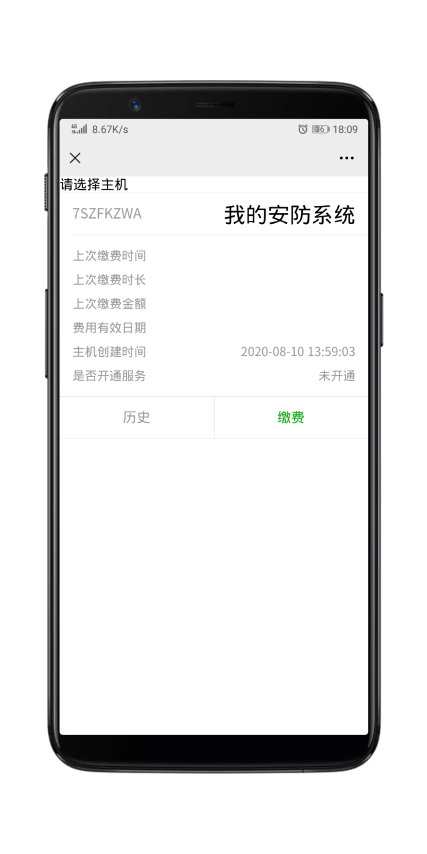 8.67K/s 18:09
请选择主机
7SZFKZWA 我的安防系统
上次缴费时间
上次缴费时长
上次缴费金额
费用有效日期
主机创建时间 2020-08-10 13:59:03
是否开通服务 未开通
历史 缴费